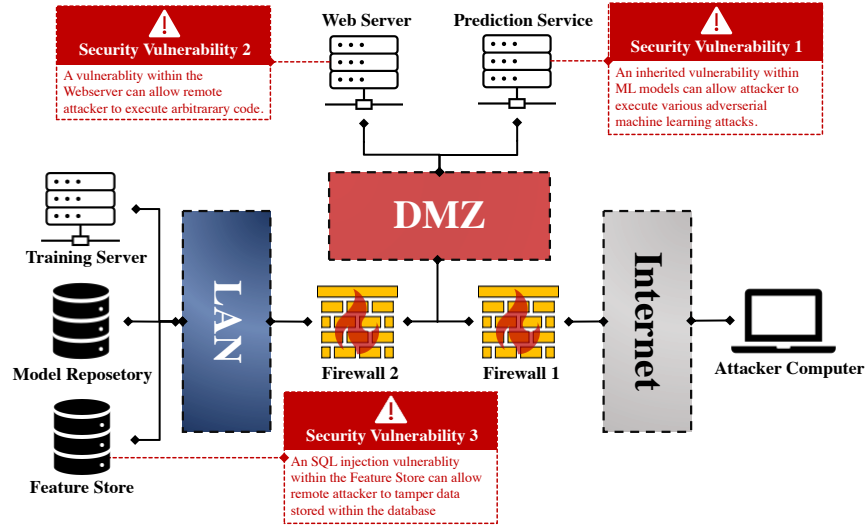 Web Server
Prediction Service
Security Vulnerability 2
A vulnerablity within the
Webserver can allow remote
attacker to execute arbitrarary code.
Security Vulnerability 1
An inherited vulnerability within
ML models can allow attacker to
execute various adverserial
machine learning attacks.
DMZ
Training Server
LAN
Internet
Model Reposetory
Firewall 2
Firewall 1
Attacker Computer
Feature Store
Security Vulnerability 3
An SQL injection vulnerablity
within the Feature Store can allow
remote attacker to tamper data
stored within the database